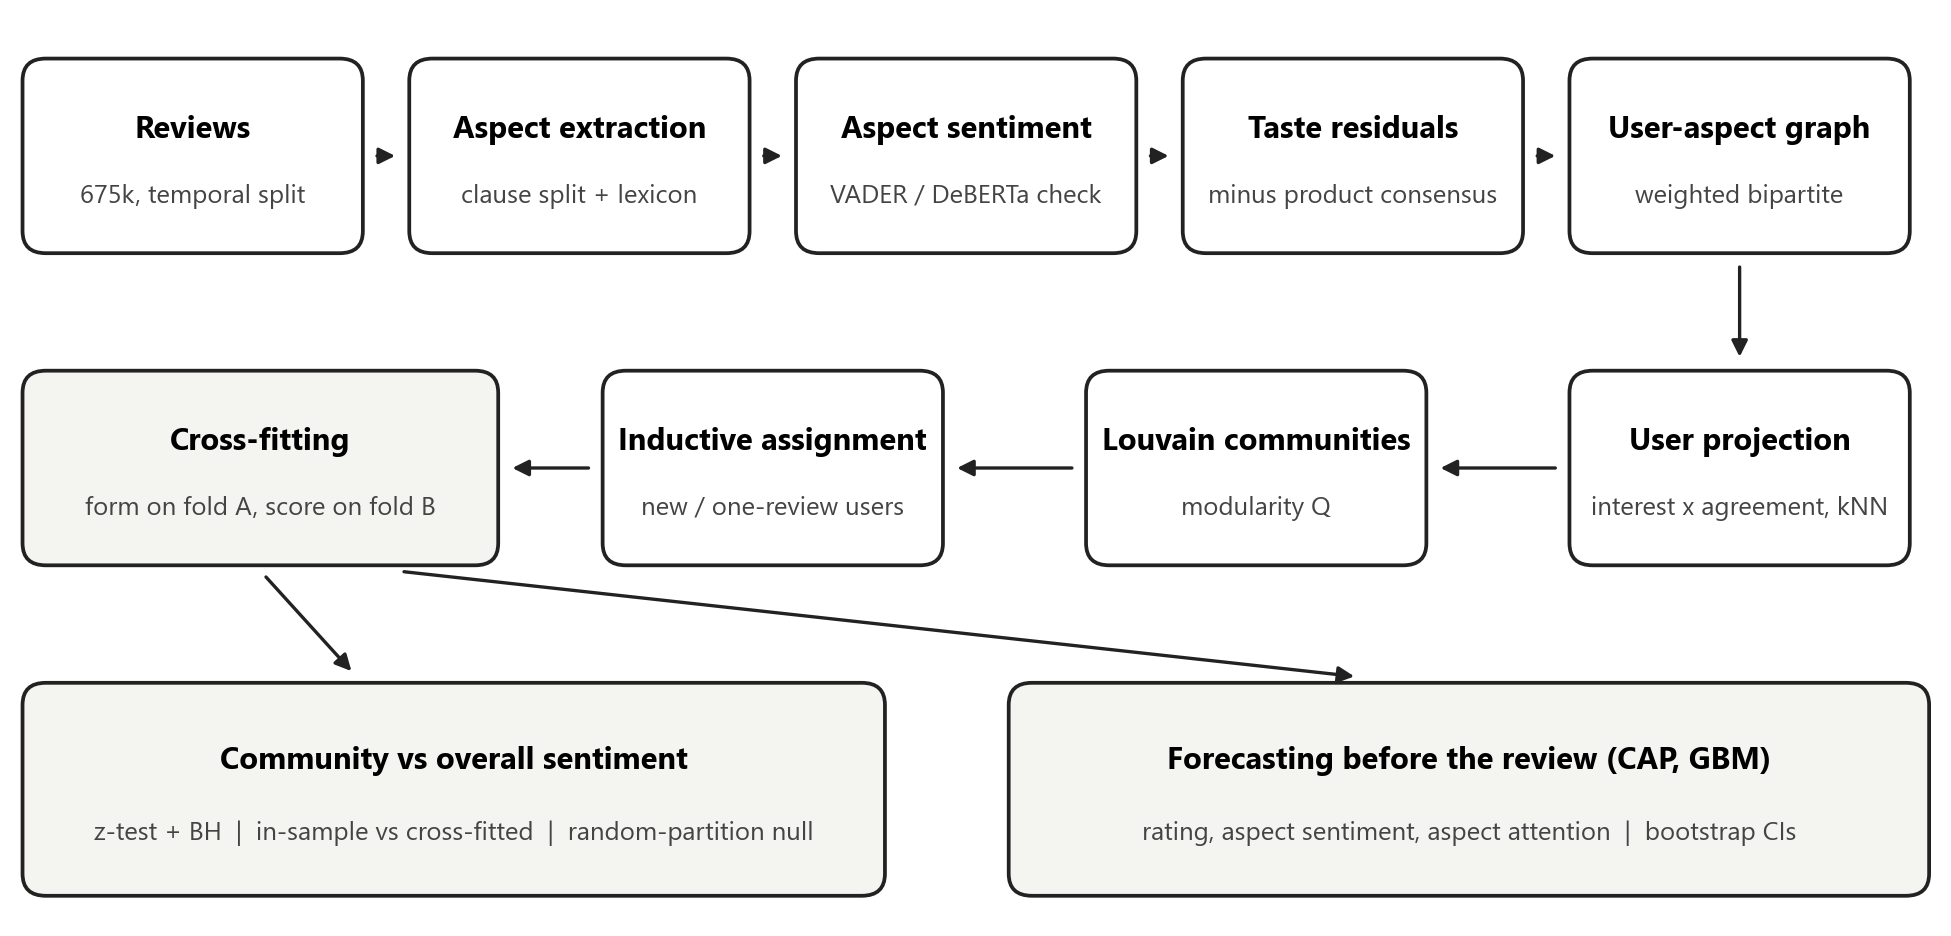 Reviews
675k, temporal split
Aspect extraction
clause split + lexicon
Aspect sentiment
VADER / DeBERTa check
Taste residuals
minus product consensus
User-aspect graph
weighted bipartite
Cross-fitting
form on fold A, score on fold B
Inductive assignment
new / one-review users
Louvain communities
modularity Q
User projection
interest x agreement, kNN
Community vs overall sentiment
z-test + BH | in-sample vs cross-fitted | random-partition null
Forecasting before the review (CAP, GBM)
rating, aspect sentiment, aspect attention | bootstrap CIs